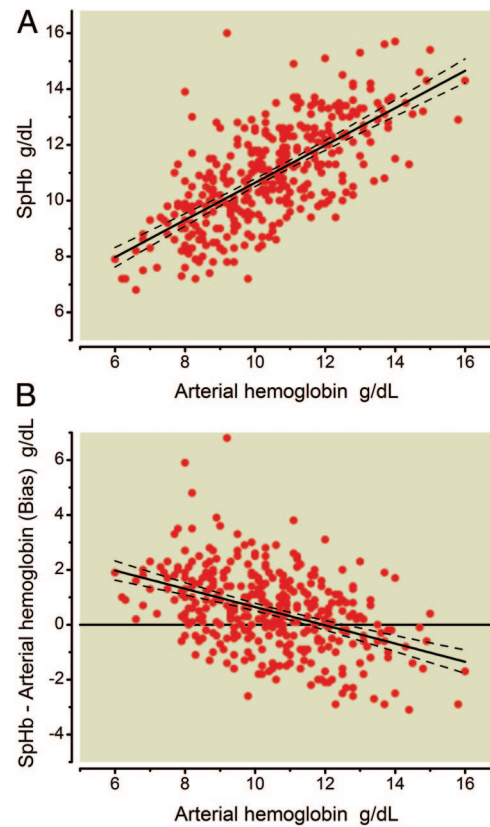 A
SpHb g/dL
16
14
12
10
8
6
6 8 10 12 14 16
Arterial hemoglobin g/dL
B
SpHb - Arterial hemoglobin (Bias) g/dL
6
4
2
0
-2
-4
6 8 10 12 14 16
Arterial hemoglobin g/dL